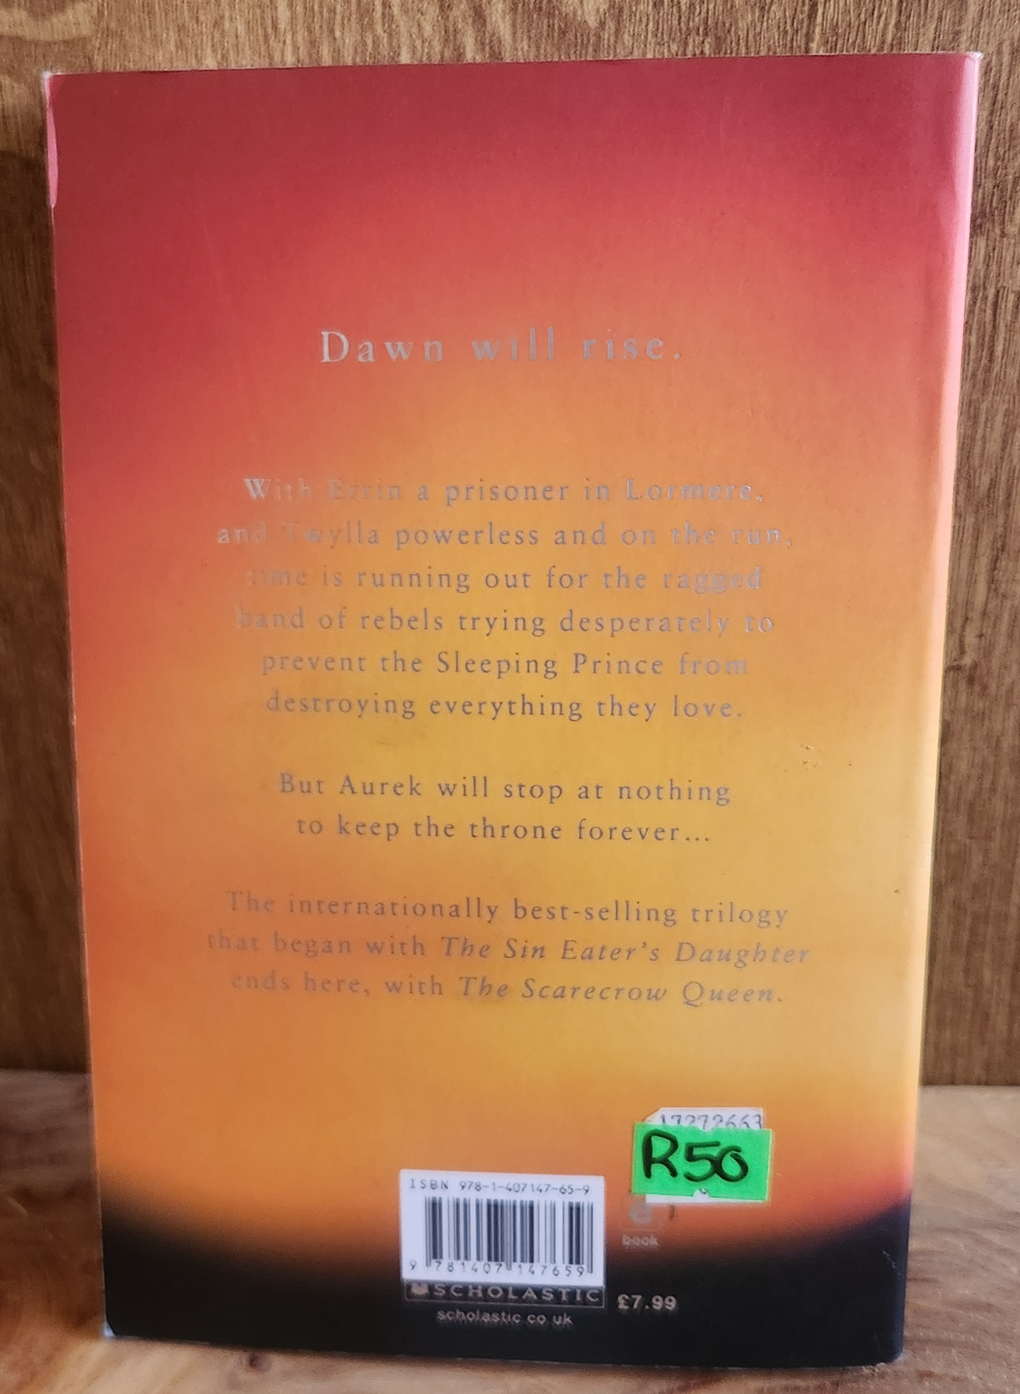 Dawn will rise.
With Errin a prisoner in Lormere,
and Twylla powerless and on the run,
time is running out for the ragged
band of rebels trying desperately to
prevent the Sleeping Prince from
destroying everything they love.
But Aurek will stop at nothing
to keep the throne forever...
The internationally best-selling trilogy
that began with The Sin Eater's Daughter
ends here, with The Scarecrow Queen.
17272663
R50
ISBN 978-1-407147-65-9
9 781407 147659
e
book
SCHOLASTIC
£7.99
scholastic.co.uk